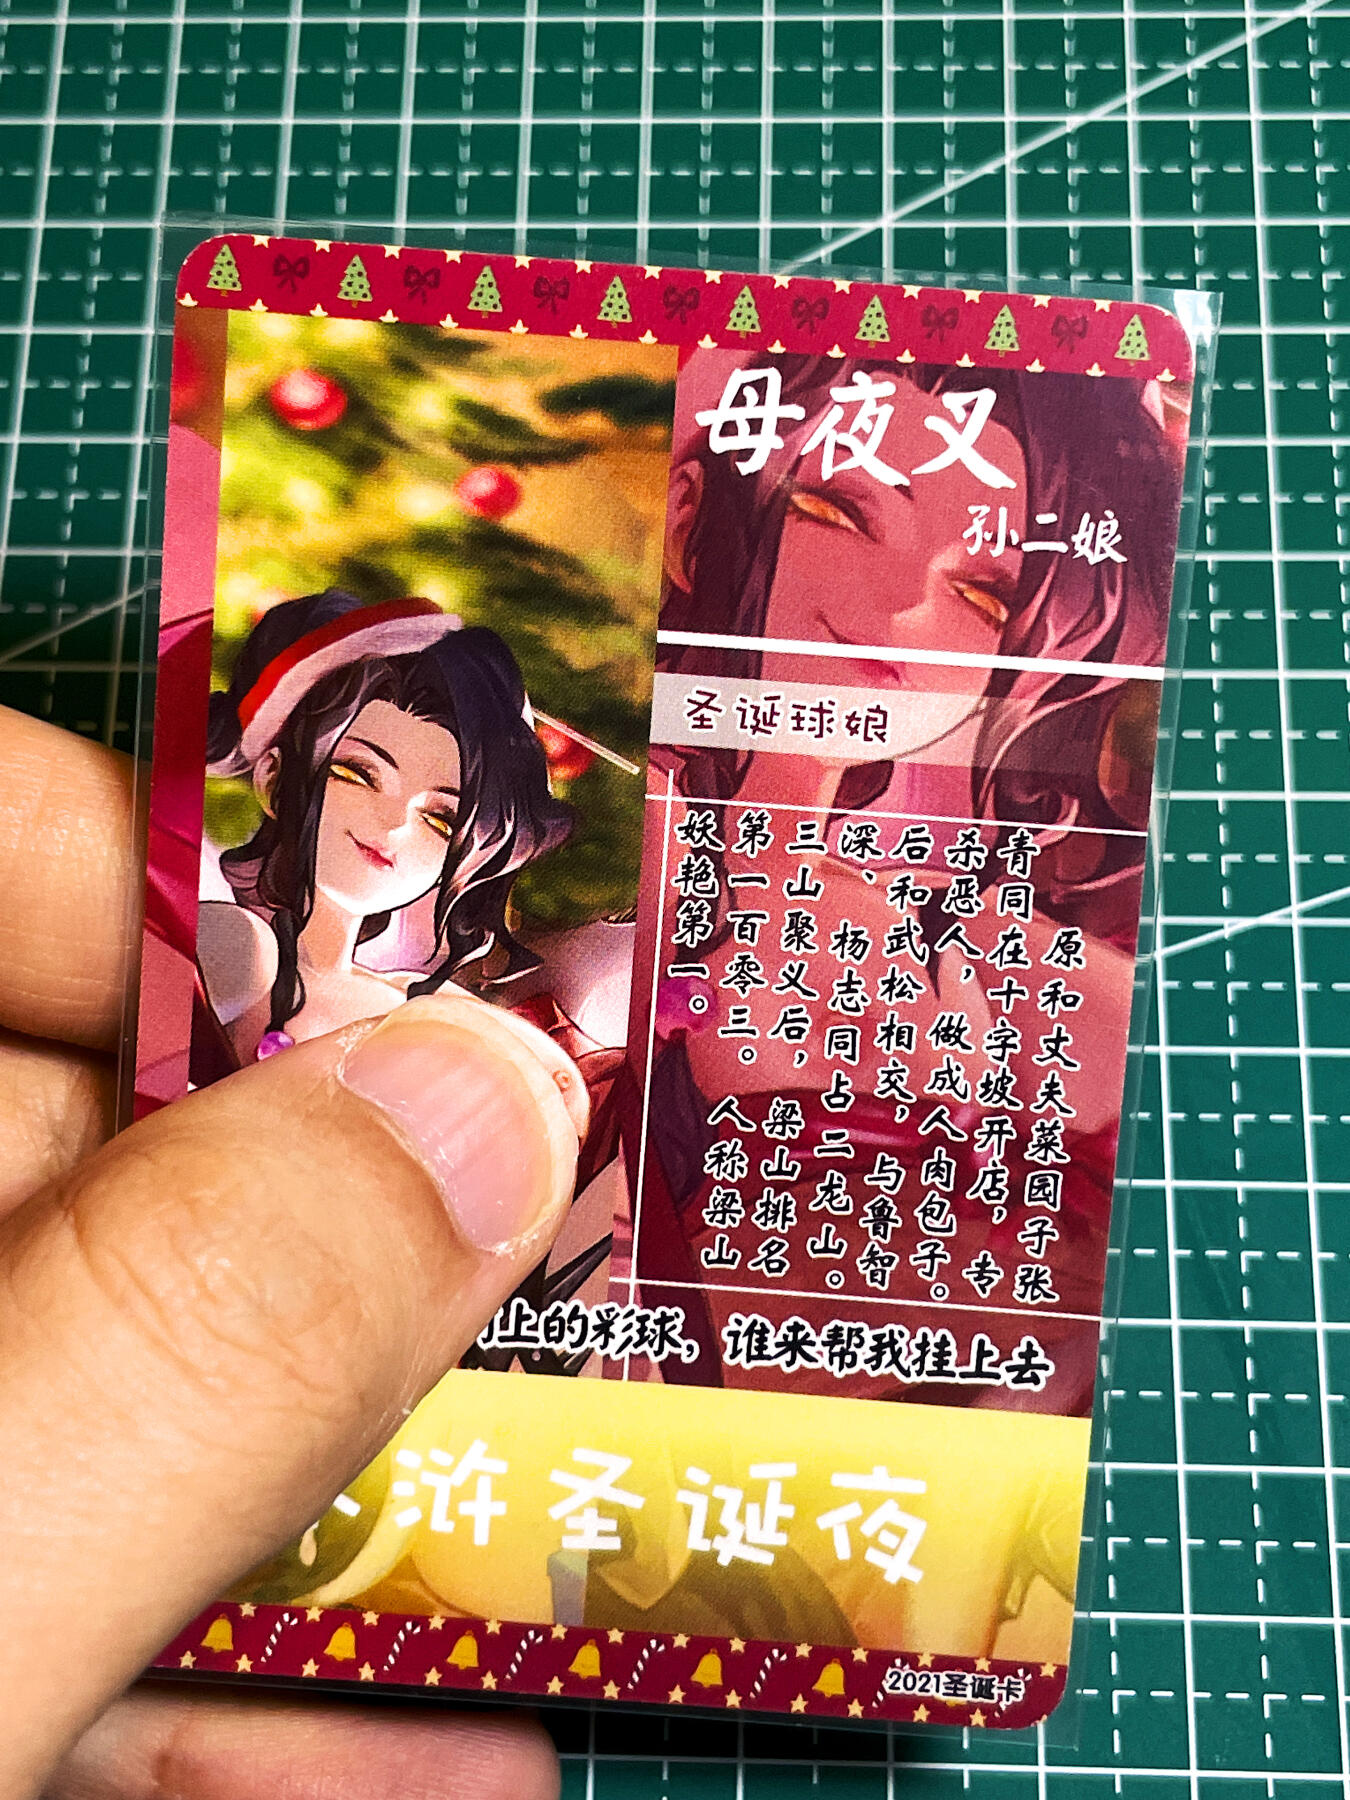 母夜叉
孙二娘
圣诞球娘
原和丈夫菜园子张
青同在十字坡开店，专
杀恶人，做成人肉包子。
后和武松相交，与鲁智
深、杨志同占二龙山。
三山聚义后，梁山排名
第一百零三。人称梁山
妖艳第一。
上的彩球，谁来帮我挂上去
浒圣诞夜
2021圣诞卡